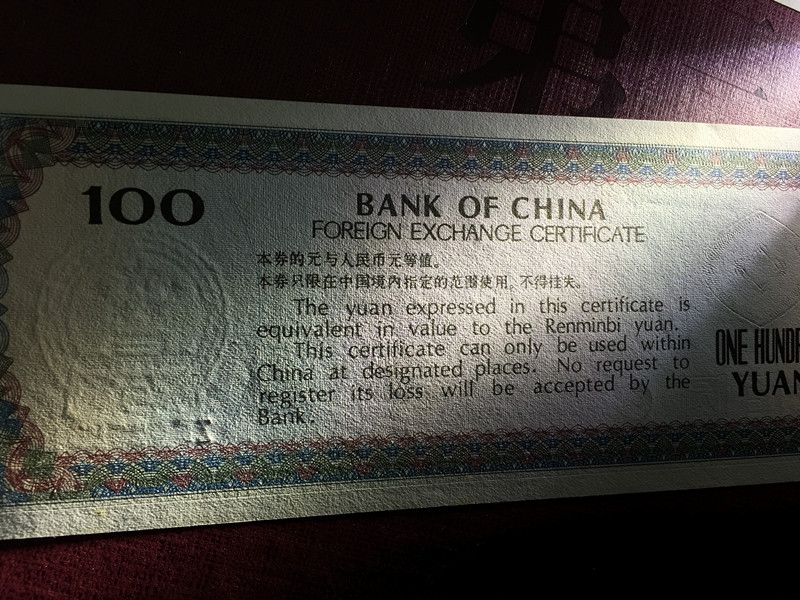 100
BANK OF CHINA
FOREIGN EXCHANGE CERTIFICATE
本券的元与人民币元等值。
本券只限在中国境内指定的范围使用，不得挂失。
The yuan expressed in this certificate is
equivalent in value to the Renminbi yuan.
This certificate can only be used within
China at designated places. No request to
register its loss will be accepted by the
Bank.
ONE HUNDR
YUAN